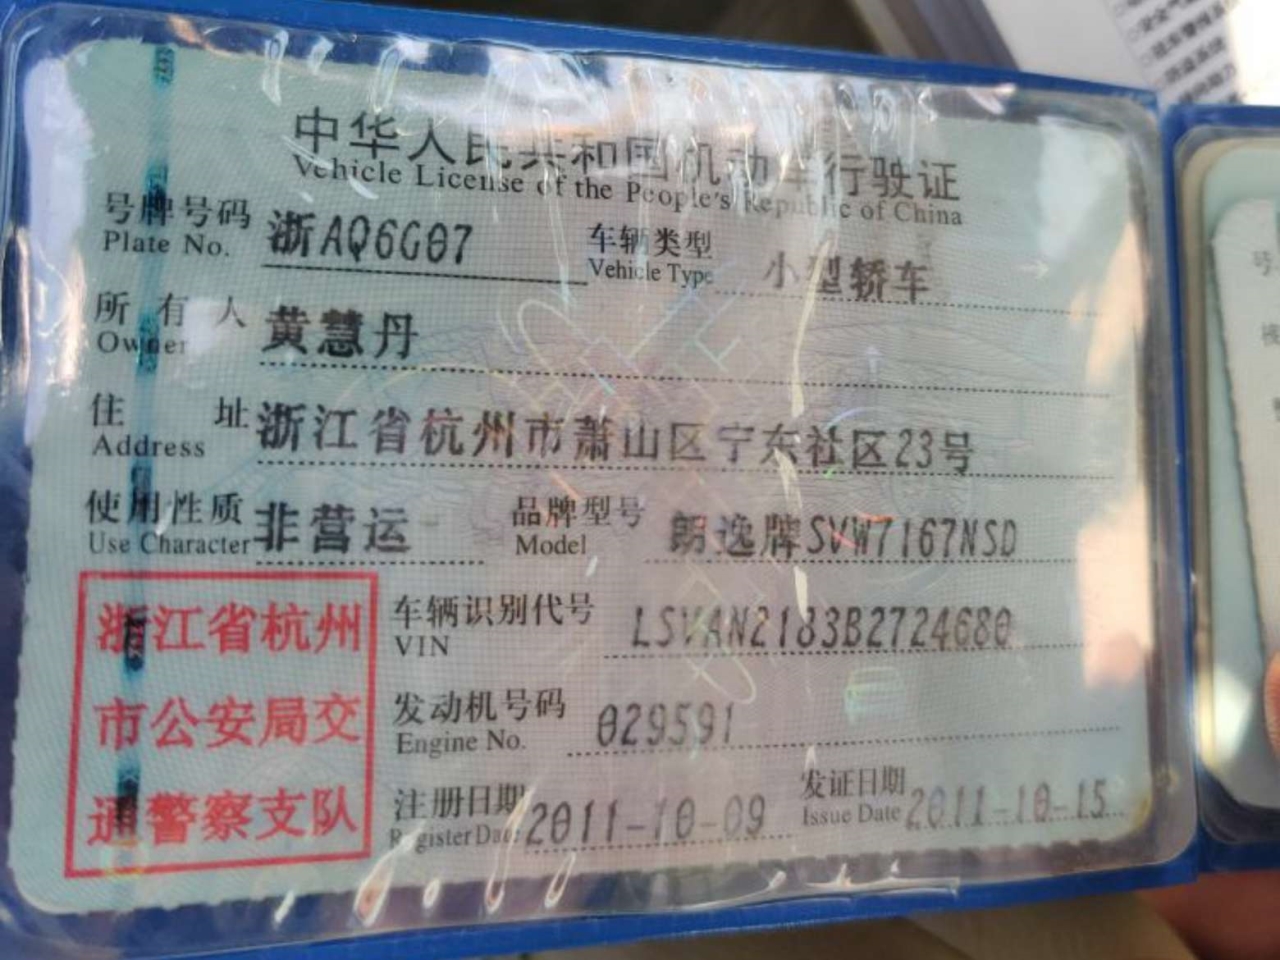 中华人民共和国机动车行驶证
Vehicle License of the People's Republic of China
号牌号码 浙AQ6G07 车辆类型 小型轿车
Plate No. Vehicle Type
所有人 黄慧丹
Owner
住址 浙江省杭州市萧山区宁东社区23号
Address
使用性质 非营运 品牌型号 朗逸牌SVW7167NSD
Use Character Model
浙江省杭州
市公安局交
通警察支队
车辆识别代号 LSVAN2183B2724680
VIN
发动机号码 029591
Engine No.
注册日期 2011-10-09 发证日期 2011-10-15
Register Date Issue Date
号